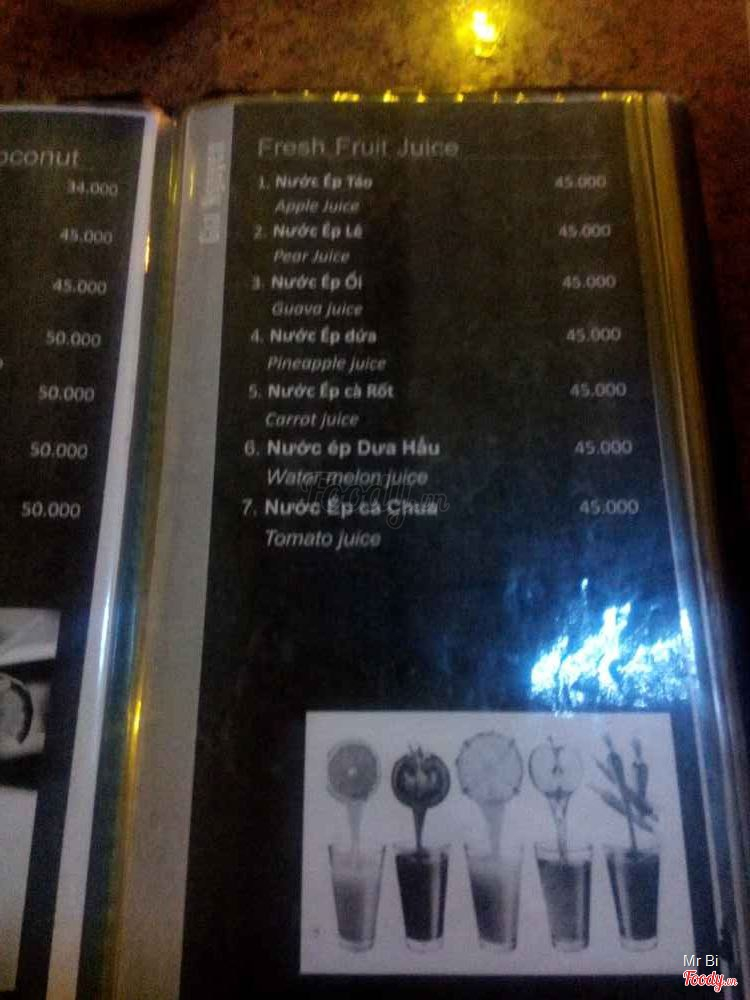 oconut
34.000
45.000
45.000
50.000
50.000
50.000
50.000
Fresh Fruit Juice
1. Nước Ép Táo 45.000
Apple Juice
2. Nước Ép Lê 45.000
Pear Juice
3. Nước Ép Ổi 45.000
Guava juice
4. Nước Ép dứa 45.000
Pineapple juice
5. Nước Ép cà Rốt 45.000
Carrot juice
6. Nước ép Dưa Hấu 45.000
Water melon juice
7. Nước Ép cà Chua 45.000
Tomato juice
Foody.vn
Mr Bi
Foody.vn